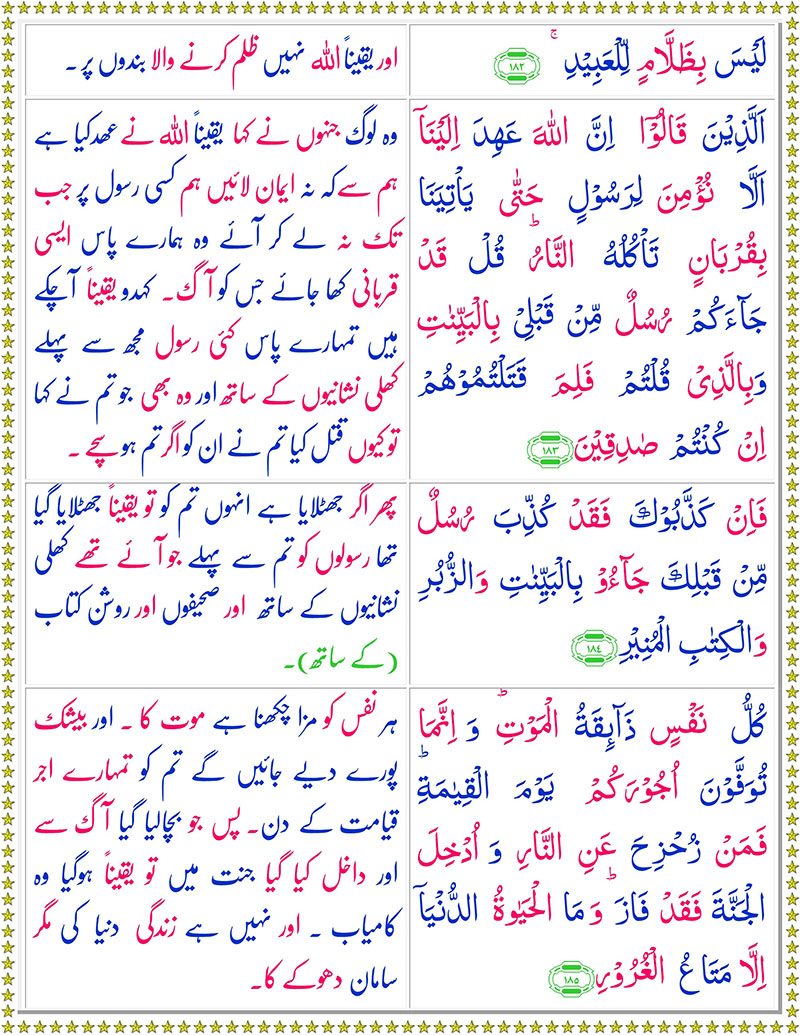 لَيْسَ بِظَلَّامٍ لِّلْعَبِيْدِ ۚ ﴿۱۸۲﴾
اور یقیناً اللہ نہیں ظلم کرنے والا بندوں پر ۔
اَلَّذِيْنَ قَالُوْۤا اِنَّ اللّٰهَ عَهِدَ اِلَيْنَاۤ
اَلَّا نُؤْمِنَ لِرَسُوْلٍ حَتّٰى يَاْتِيَنَا
بِقُرْبَانٍ تَاْكُلُهُ النَّارُ ؕ قُلْ قَدْ
جَآءَكُمْ رُسُلٌ مِّنْ قَبْلِىْ بِالْبَيِّنٰتِ
وَبِالَّذِىْ قُلْتُمْ فَلِمَ قَتَلْتُمُوْهُمْ
اِنْ كُنْتُمْ صٰدِقِيْنَ ﴿۱۸۳﴾
وہ لوگ جنہوں نے کہا یقیناً اللہ نے عھد کیا ہے
ہم سے کہ نہ ایمان لائیں ہم کسی رسول پر جب
تک نہ لے کر آئے وہ ہمارے پاس ایسی
قربانی کھا جائے جس کو آگ۔ کہدو یقیناً آچکے
ہیں تمہارے پاس کئی رسول مجھ سے پہلے
کھلی نشانیوں کے ساتھ اور وہ بھی جو تم نے کہا
تو کیوں قتل کیا تم نے ان کو اگر تم ہو سچے ۔
فَاِنْ كَذَّبُوْكَ فَقَدْ كُذِّبَ رُسُلٌ
مِّنْ قَبْلِكَ جَآءُوْ بِالْبَيِّنٰتِ وَالزُّبُرِ
وَالْكِتٰبِ الْمُنِيْرِ ﴿۱۸۴﴾
پھر اگر جھٹلایا ہے انہوں تم کو تو یقیناً جھٹلایا گیا
تھا رسولوں کو تم سے پہلے جو آئے تھے کھلی
نشانیوں کے ساتھ اور صحیفوں اور روشن کتاب
(کے ساتھ)۔
كُلُّ نَفْسٍ ذَآئِقَةُ الْمَوْتِ ؕ وَ اِنَّمَا
تُوَفَّوْنَ اُجُوْرَكُمْ يَوْمَ الْقِيٰمَةِ ؕ
فَمَنْ زُحْزِحَ عَنِ النَّارِ وَ اُدْخِلَ
الْجَنَّةَ فَقَدْ فَازَ ؕ وَ مَا الْحَيٰوةُ الدُّنْيَاۤ
اِلَّا مَتَاعُ الْغُرُوْرِ ﴿۱۸۵﴾
ہر نفس کو مزا چکھنا ہے موت کا ۔ اور بیشک
پورے دیے جائیں گے تم کو تمہارے اجر
قیامت کے دن۔ پس جو بچالیا گیا آگ سے
اور داخل کیا گیا جنت میں تو یقیناً ہوگیا وہ
کامیاب ۔ اور نہیں ہے زندگی دنیا کی مگر
سامان دھوکے کا۔